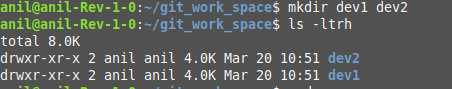 anil@anil-Rev-1-0:~/git_work_space$ mkdir dev1 dev2
anil@anil-Rev-1-0:~/git_work_space$ ls -ltrh
total 8.0K
drwxr-xr-x 2 anil anil 4.0K Mar 20 10:51 dev2
drwxr-xr-x 2 anil anil 4.0K Mar 20 10:51 dev1